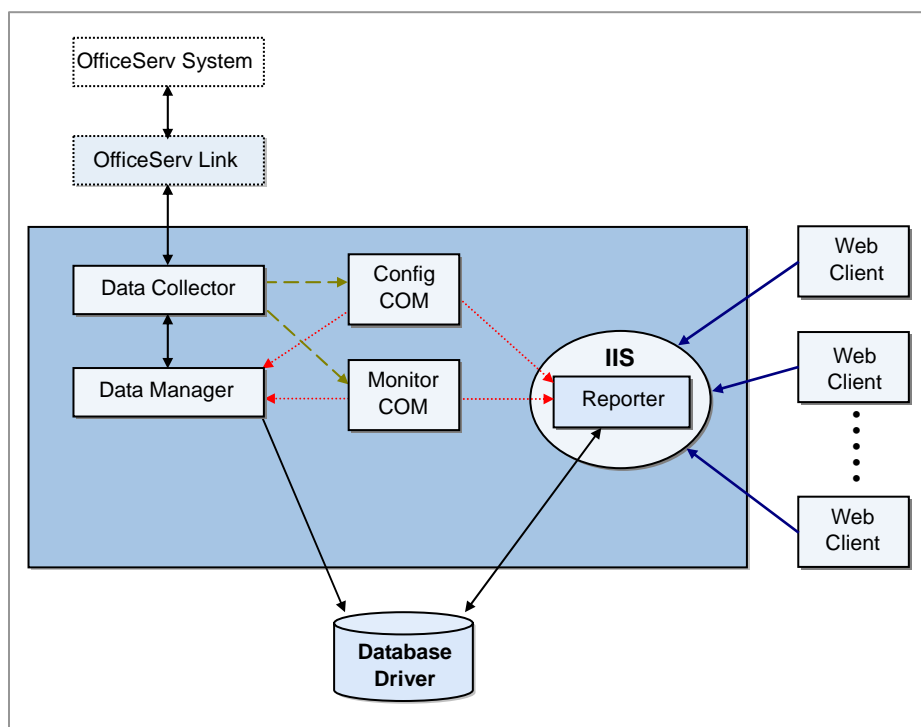 OfficeServ System
OfficeServ Link
Data Collector
Config
COM
Web
Client
Data Manager
Monitor
COM
IIS
Reporter
Web
Client
Web
Client
Database
Driver